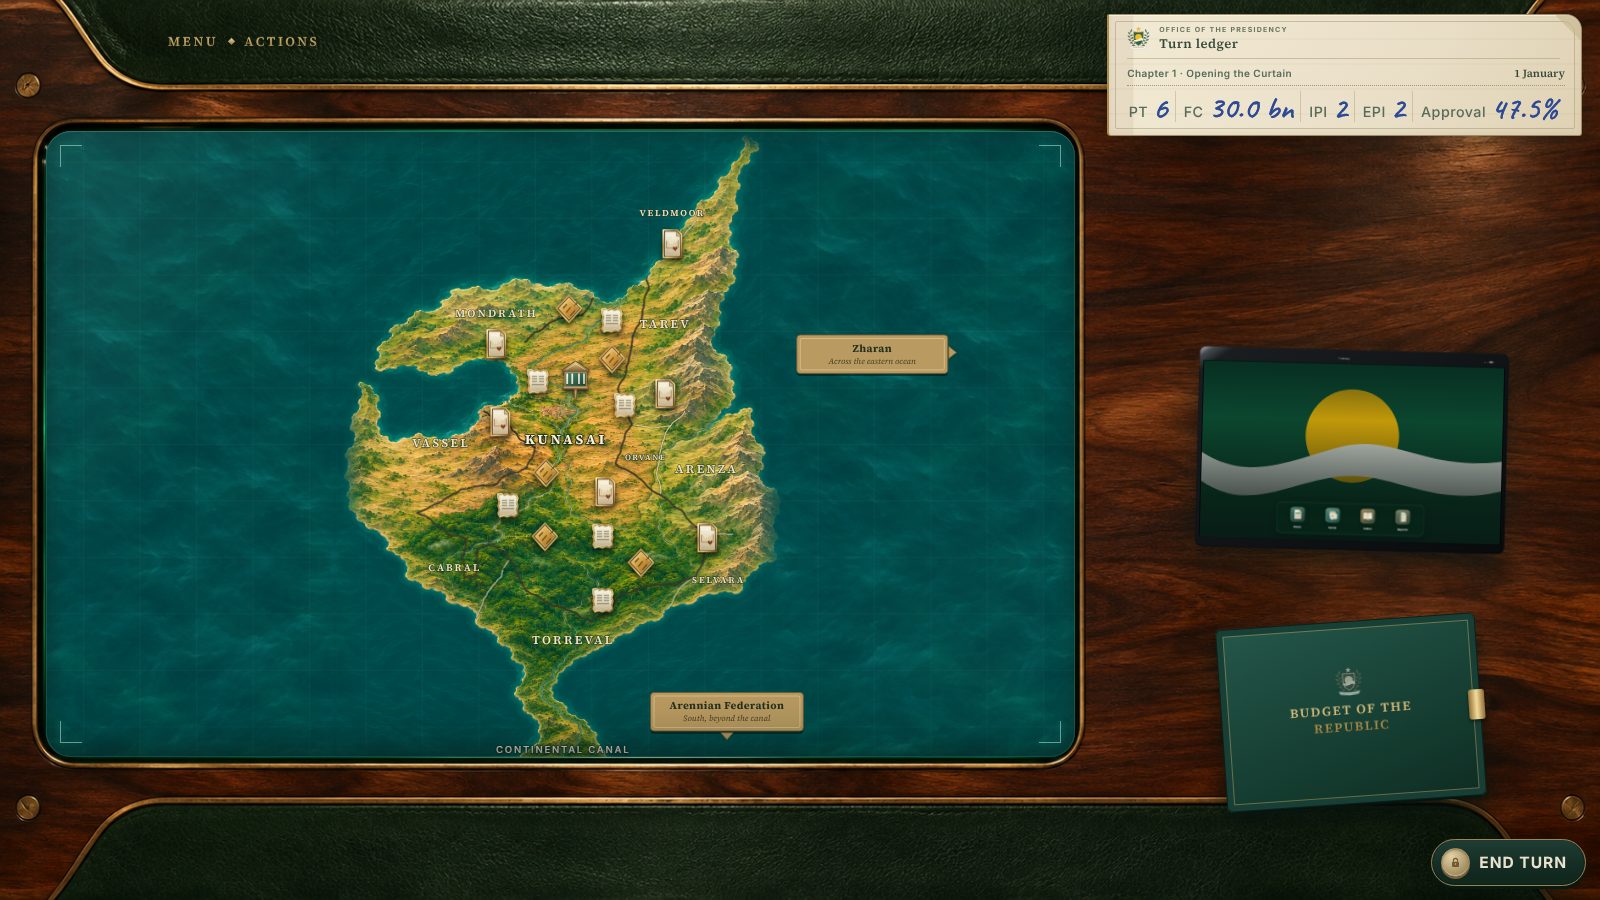 MENU ◆ ACTIONS
OFFICE OF THE PRESIDENCY
Turn ledger
Chapter 1 · Opening the Curtain
1 January
PT 6 FC 30.0 bn IPI 2 EPI 2 Approval 47.5%
VELDMOOR
MONDRATH
TAREV
Zharan
Across the eastern ocean
VASSEL
KUNASAI
ORVANE
ARENZA
CABRAL
SELVARA
TORREVAL
Arennian Federation
South, beyond the canal
CONTINENTAL CANAL
BUDGET OF THE
REPUBLIC
END TURN